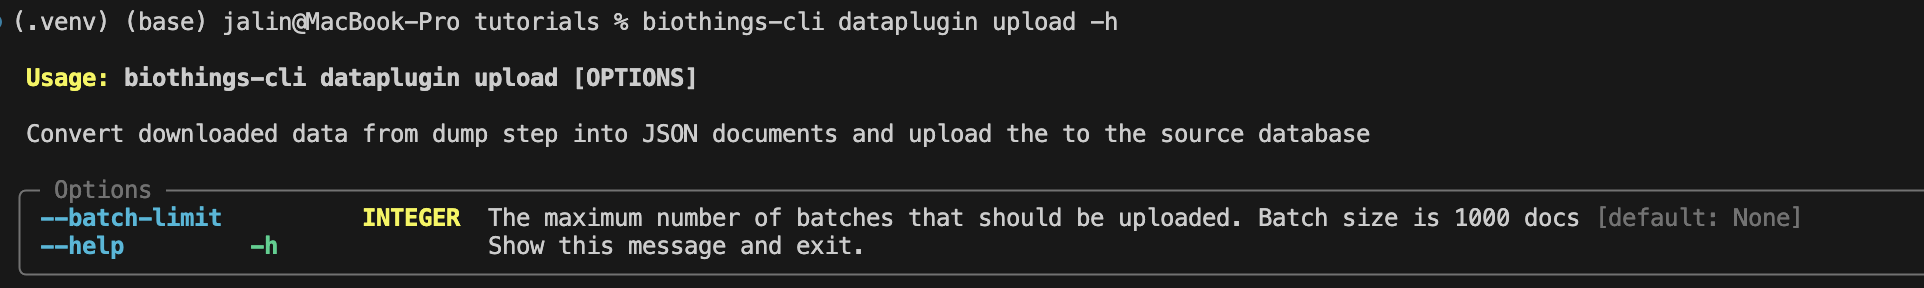 (.venv) (base) jalin@MacBook-Pro tutorials % biothings-cli dataplugin upload -h
Usage: biothings-cli dataplugin upload [OPTIONS]
Convert downloaded data from dump step into JSON documents and upload the to the source database
Options
--batch-limit INTEGER The maximum number of batches that should be uploaded. Batch size is 1000 docs [default: None]
--help -h Show this message and exit.